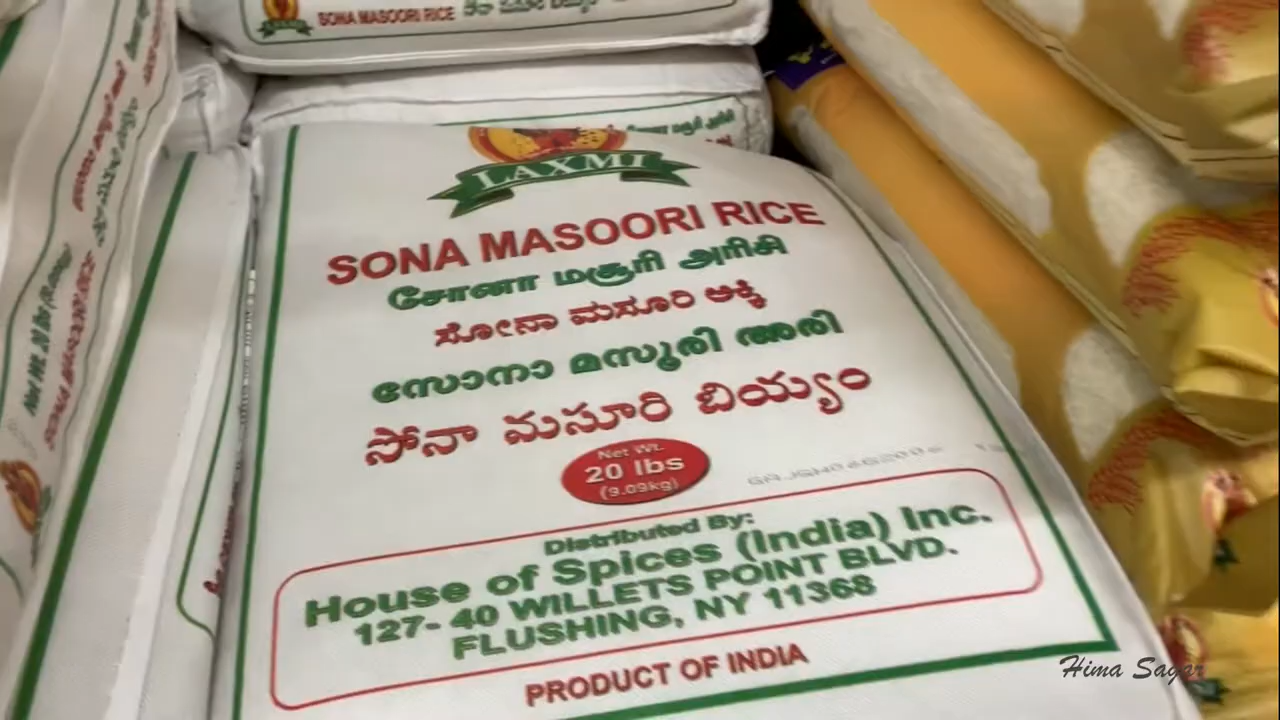 SONA MASOORI RICE
LAXMI
SONA MASOORI RICE
சோனா மசூரி அரிசி
ಸೋನಾ ಮಸೂರಿ ಅಕ್ಕಿ
സോനാ മസൂരി അരി
సోనా మసూరి బియ్యం
Net Wt.
20 lbs
(9.09kg)
Distributed By:
House of Spices (India) Inc.
127- 40 WILLETS POINT BLVD.
FLUSHING, NY 11368
PRODUCT OF INDIA
Hima Sagar